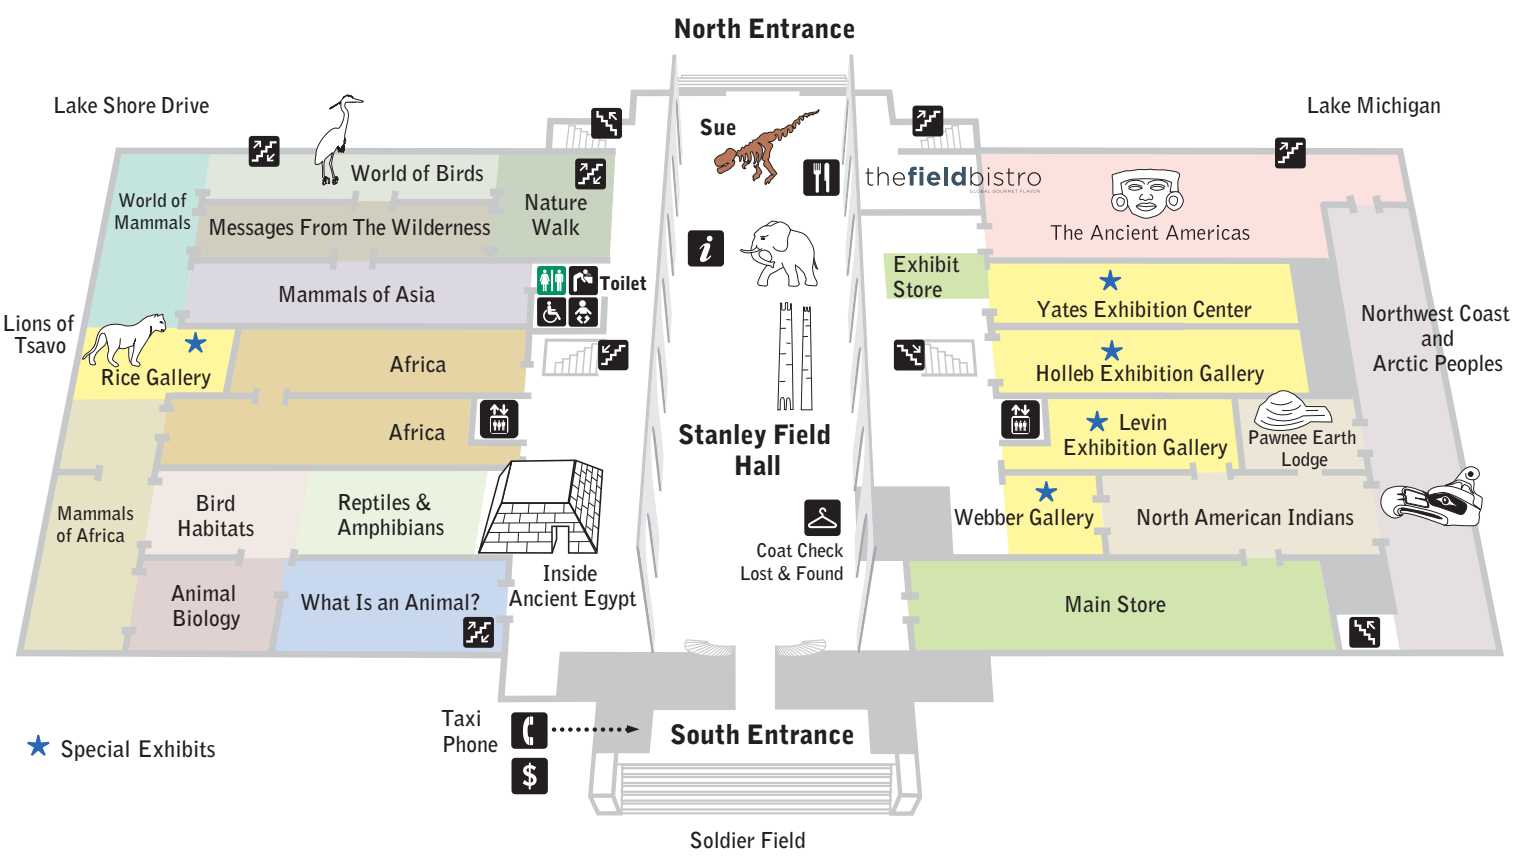 North Entrance
Lake Shore Drive
Lake Michigan
Sue
World of Birds
thefieldbistro
GLOBAL GOURMET FLAVOR
World of
Mammals
Nature
Walk
Messages From The Wilderness
The Ancient Americas
i
Exhibit
Store
Toilet
Mammals of Asia
Yates Exhibition Center
Lions of
Tsavo
Northwest Coast
and
Arctic Peoples
Rice Gallery
Africa
Holleb Exhibition Gallery
Africa
Stanley Field
Hall
Levin
Exhibition Gallery
Pawnee Earth
Lodge
Mammals
of Africa
Bird
Habitats
Reptiles &
Amphibians
Webber Gallery
North American Indians
Coat Check
Lost & Found
Inside
Ancient Egypt
Animal
Biology
What Is an Animal?
Main Store
Taxi
Phone
South Entrance
$
Special Exhibits
Soldier Field